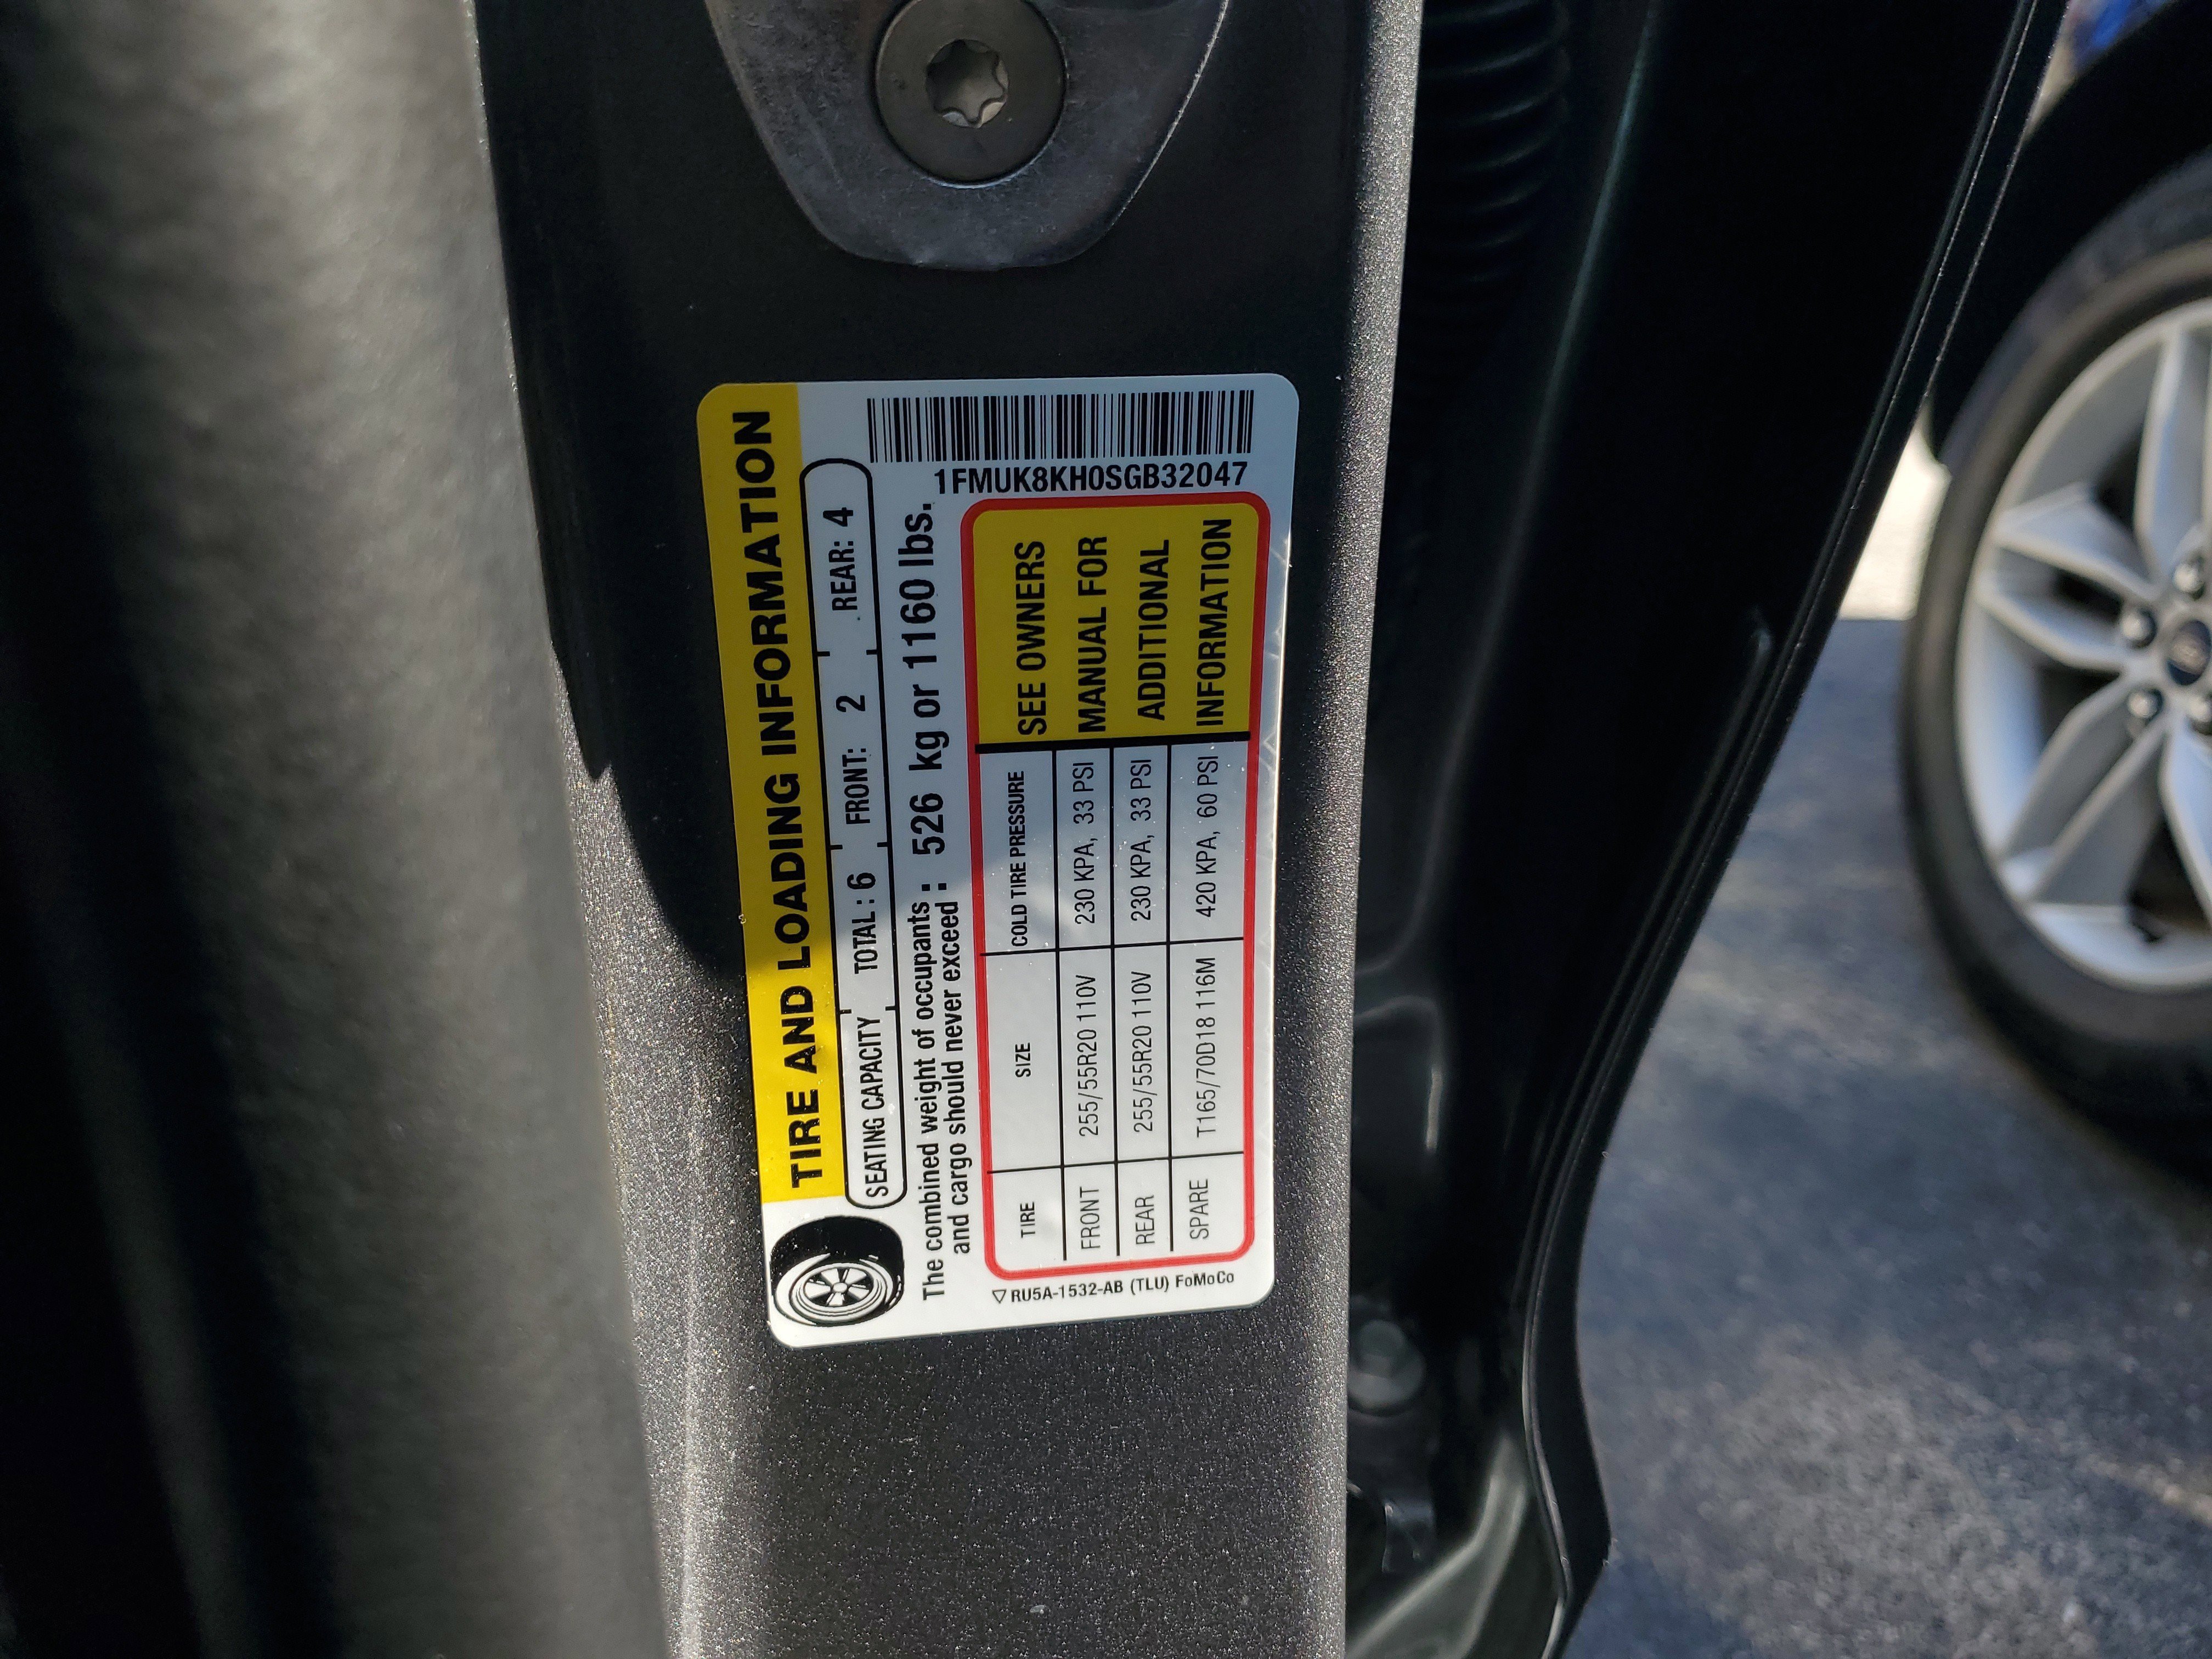 TIRE AND LOADING INFORMATION
SEATING CAPACITY TOTAL : 6 FRONT: 2 REAR: 4
The combined weight of occupants
and cargo should never exceed : 526 kg or 1160 lbs.
TIRE SIZE COLD TIRE PRESSURE
FRONT 255/55R20 110V 230 KPA, 33 PSI
REAR 255/55R20 110V 230 KPA, 33 PSI
SPARE T165/70D18 116M 420 KPA, 60 PSI
SEE OWNERS
MANUAL FOR
ADDITIONAL
INFORMATION
1FMUK8KH0SGB32047
RU5A-1532-AB (TLU) FoMoCo